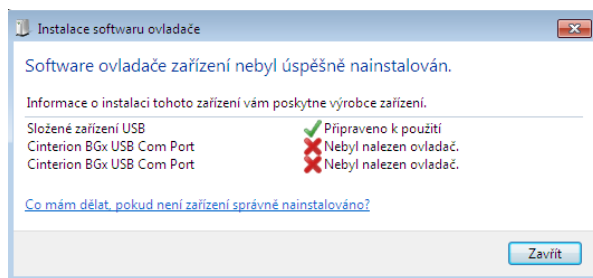 Instalace softwaru ovladače
Software ovladače zařízení nebyl úspěšně nainstalován.
Informace o instalaci tohoto zařízení vám poskytne výrobce zařízení.
Složené zařízení USB Připraveno k použití
Cinterion BGx USB Com Port Nebyl nalezen ovladač.
Cinterion BGx USB Com Port Nebyl nalezen ovladač.
Co mám dělat, pokud není zařízení správně nainstalováno?
Zavřít